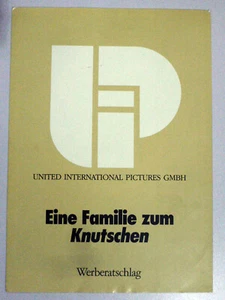 UNITED INTERNATIONAL PICTURES GMBH
Eine Familie zum
Knutschen
Werberatschlag